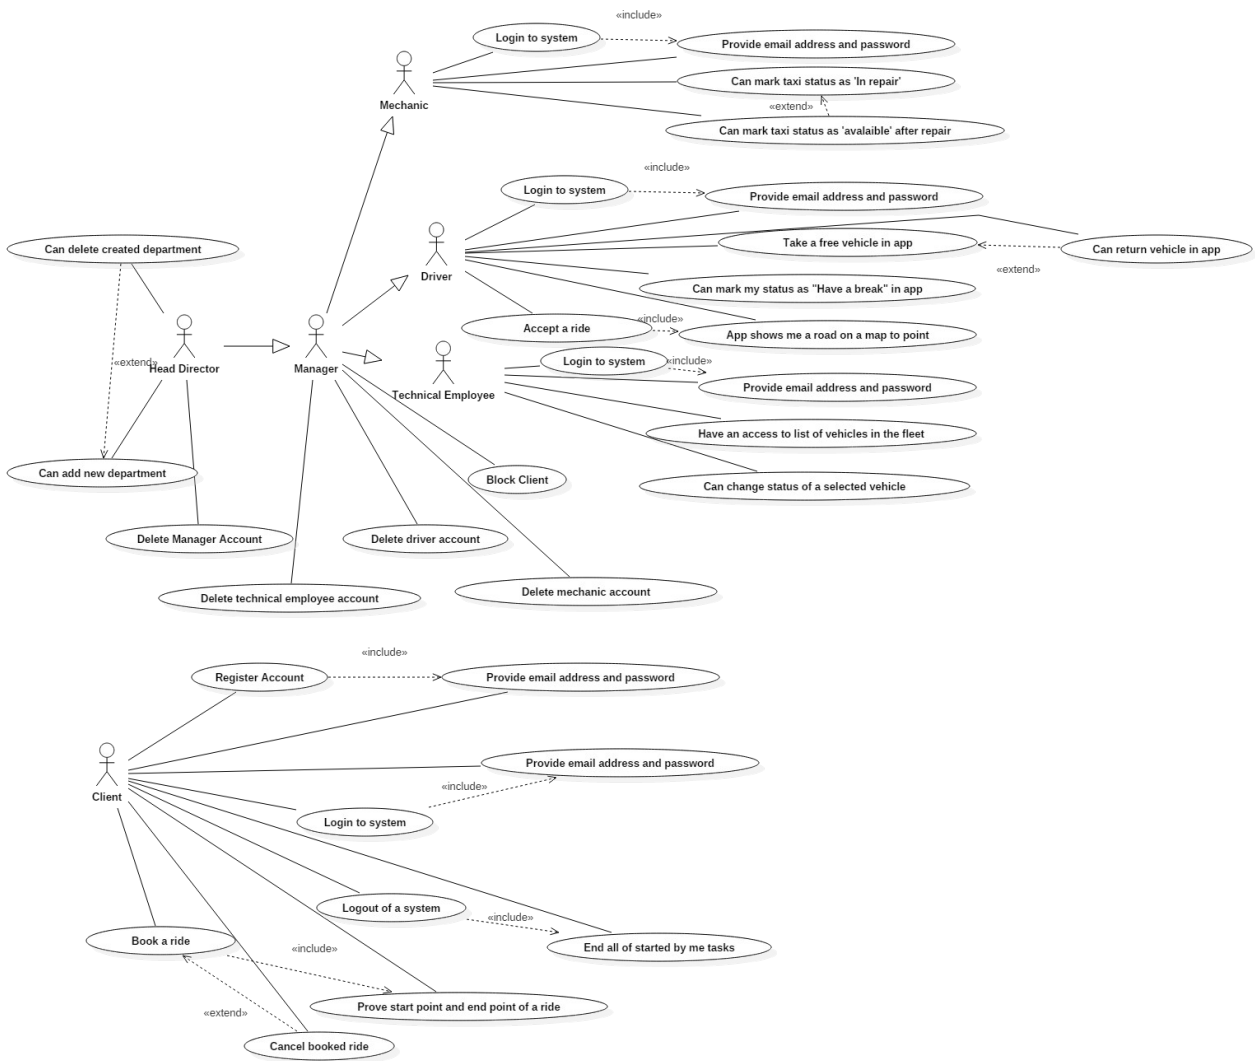 «include»
Login to system
Provide email address and password
Can mark taxi status as 'In repair'
Mechanic
«extend»
Can mark taxi status as 'avalaible' after repair
«include»
Login to system
Provide email address and password
Take a free vehicle in app
Can return vehicle in app
Can delete created department
Driver
«extend»
Can mark my status as "Have a break" in app
«include»
Accept a ride
App shows me a road on a map to point
«extend»
Head Director
Manager
Login to system
«include»
Provide email address and password
Technical Employee
Have an access to list of vehicles in the fleet
Can add new department
Block Client
Can change status of a selected vehicle
Delete Manager Account
Delete driver account
Delete technical employee account
Delete mechanic account
«include»
Register Account
Provide email address and password
Provide email address and password
«include»
Client
Login to system
Logout of a system
«include»
Book a ride
«include»
End all of started by me tasks
Prove start point and end point of a ride
«extend»
Cancel booked ride